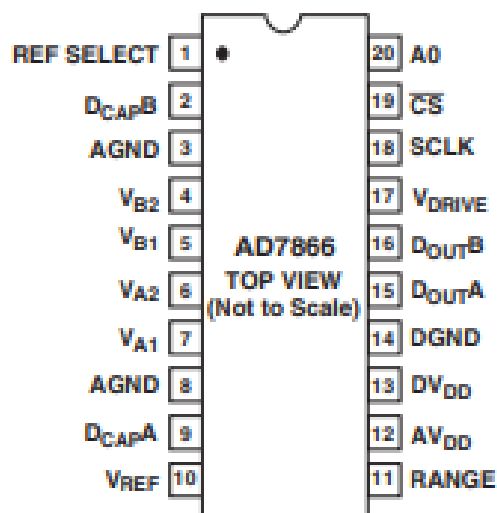 REF SELECT 1 20 A0
DCAPB 2 19 C̅S̅
AGND 3 18 SCLK
VB2 4 17 VDRIVE
VB1 5 AD7866 16 DOUTB
VA2 6 TOP VIEW 15 DOUTA
(Not to Scale)
VA1 7 14 DGND
AGND 8 13 DVDD
DCAPA 9 12 AVDD
VREF 10 11 RANGE